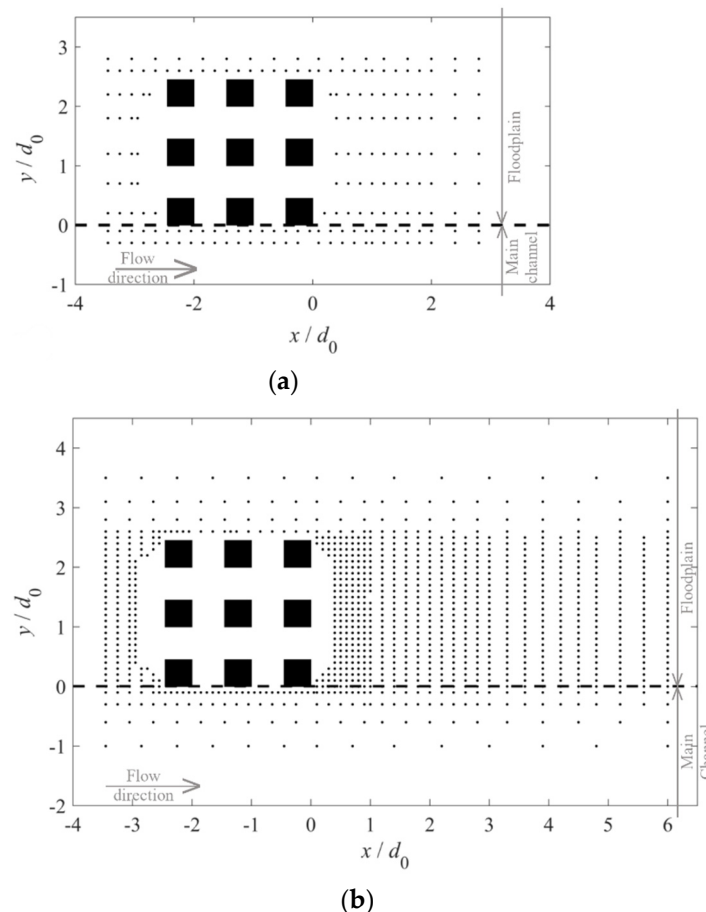 3
2
1
0
-1
y / d0
Floodplain
Main
channel
Flow
direction
-4
-2
0
2
4
x / d0
(a)
4
3
2
1
0
-1
-2
y / d0
Floodplain
Main
Channel
Flow
direction
-4
-3
-2
-1
0
1
2
3
4
5
6
x / d0
(b)